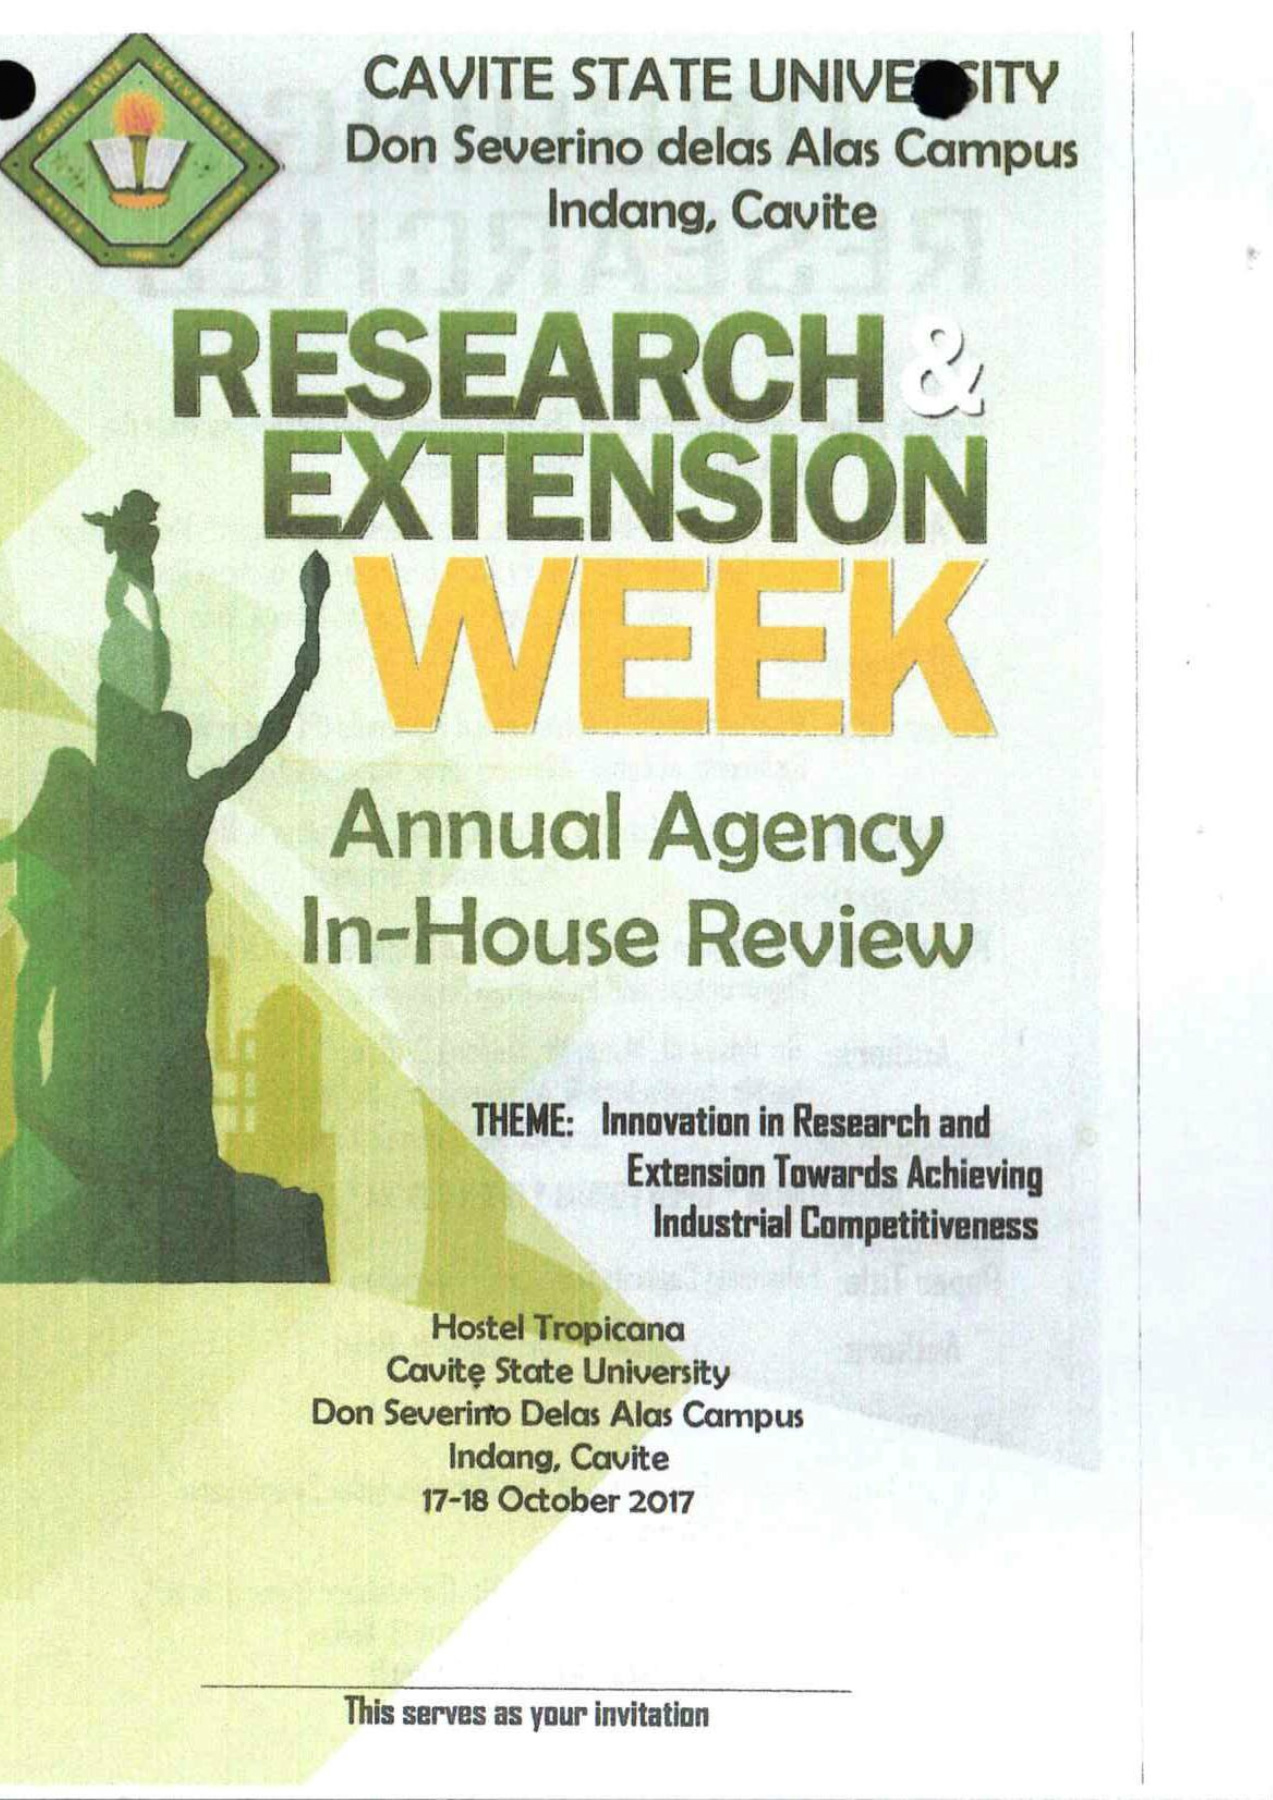 CAVITE STATE UNIVERSITY
Don Severino delas Alas Campus
Indang, Cavite
RESEARCH &
EXTENSION
WEEK
Annual Agency
In-House Review
THEME: Innovation in Research and
Extension Towards Achieving
Industrial Competitiveness
Hostel Tropicana
Cavite State University
Don Severino Delas Alas Campus
Indang, Cavite
17-18 October 2017
This serves as your invitation